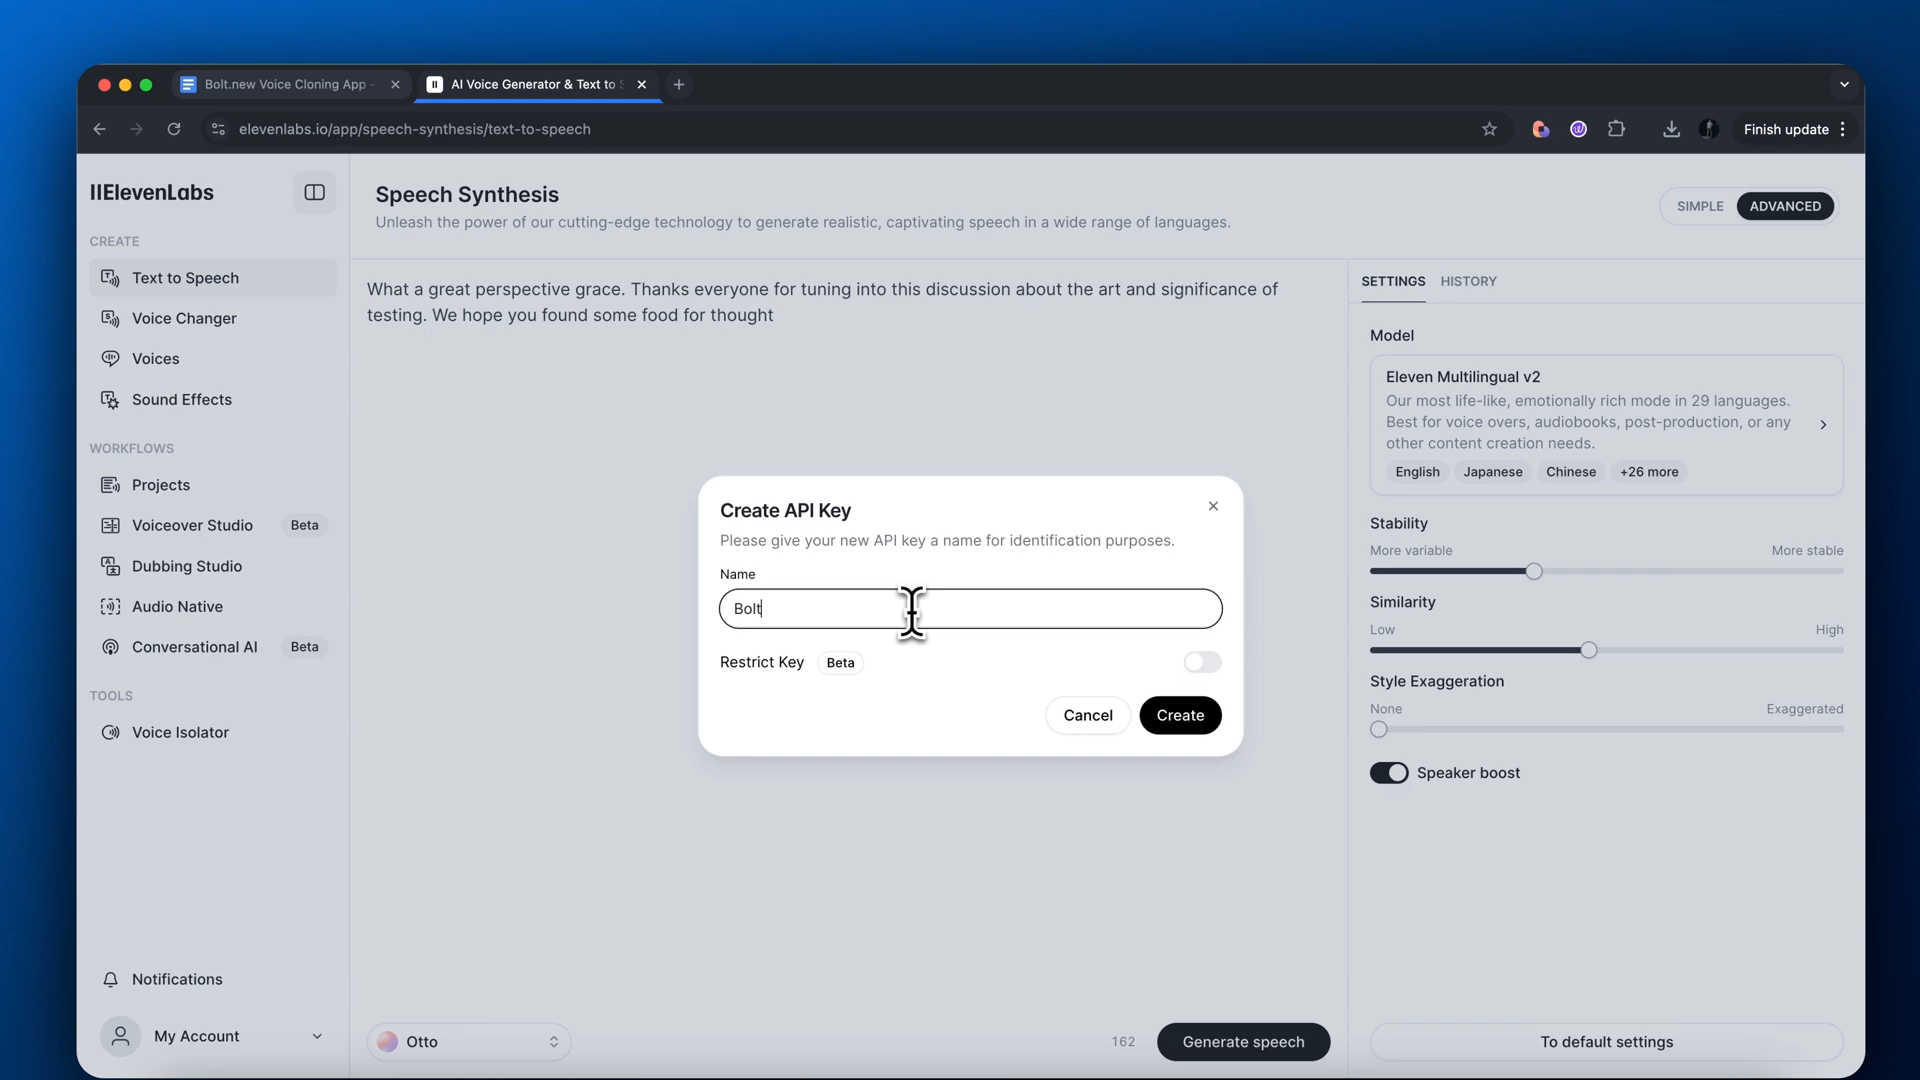 Bolt.new Voice Cloning App -
AI Voice Generator & Text to S
elevenlabs.io/app/speech-synthesis/text-to-speech
Finish update
IIElevenLabs
CREATE
Text to Speech
Voice Changer
Voices
Sound Effects
WORKFLOWS
Projects
Voiceover Studio Beta
Dubbing Studio
Audio Native
Conversational AI Beta
TOOLS
Voice Isolator
Notifications
My Account
Speech Synthesis
Unleash the power of our cutting-edge technology to generate realistic, captivating speech in a wide range of languages.
SIMPLE ADVANCED
What a great perspective grace. Thanks everyone for tuning into this discussion about the art and significance of
testing. We hope you found some food for thought
Create API Key
Please give your new API key a name for identification purposes.
Name
Bolt
Restrict Key Beta
Cancel Create
Otto
162
Generate speech
SETTINGS HISTORY
Model
Eleven Multilingual v2
Our most life-like, emotionally rich mode in 29 languages.
Best for voice overs, audiobooks, post-production, or any
other content creation needs.
English Japanese Chinese +26 more
Stability
More variable More stable
Similarity
Low High
Style Exaggeration
None Exaggerated
Speaker boost
To default settings